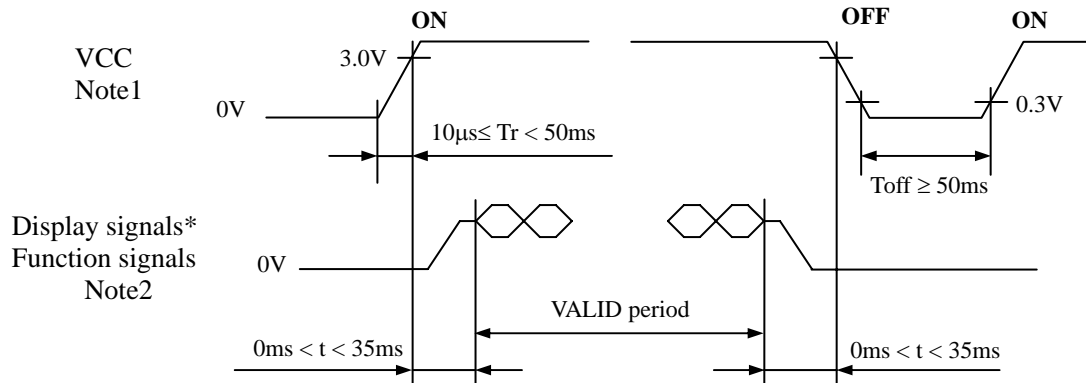 ON
OFF
ON
VCC
Note1
3.0V
0V
0.3V
10μs≤ Tr < 50ms
Toff ≥ 50ms
Display signals*
Function signals
Note2
0V
VALID period
0ms < t < 35ms
0ms < t < 35ms